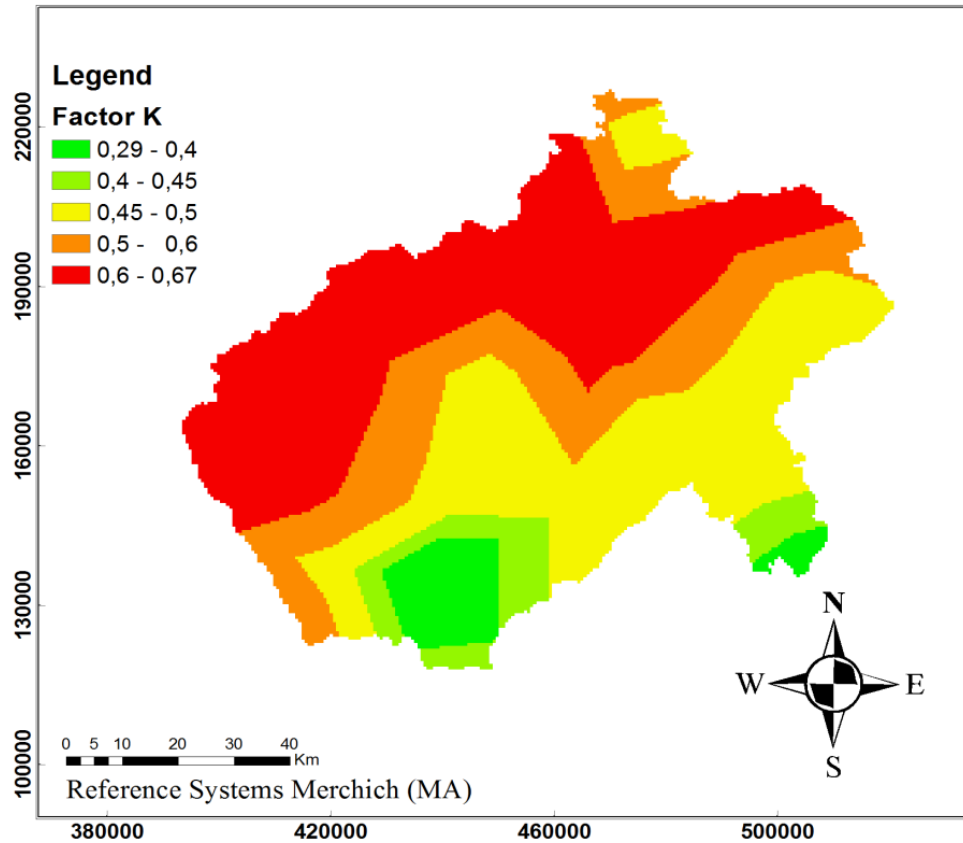 Legend
Factor K
0,29 - 0,4
0,4 - 0,45
0,45 - 0,5
0,5 - 0,6
0,6 - 0,67
220000
190000
160000
130000
100000
N
W E
S
0 5 10 20 30 40
Km
Reference Systems Merchich (MA)
380000 420000 460000 500000